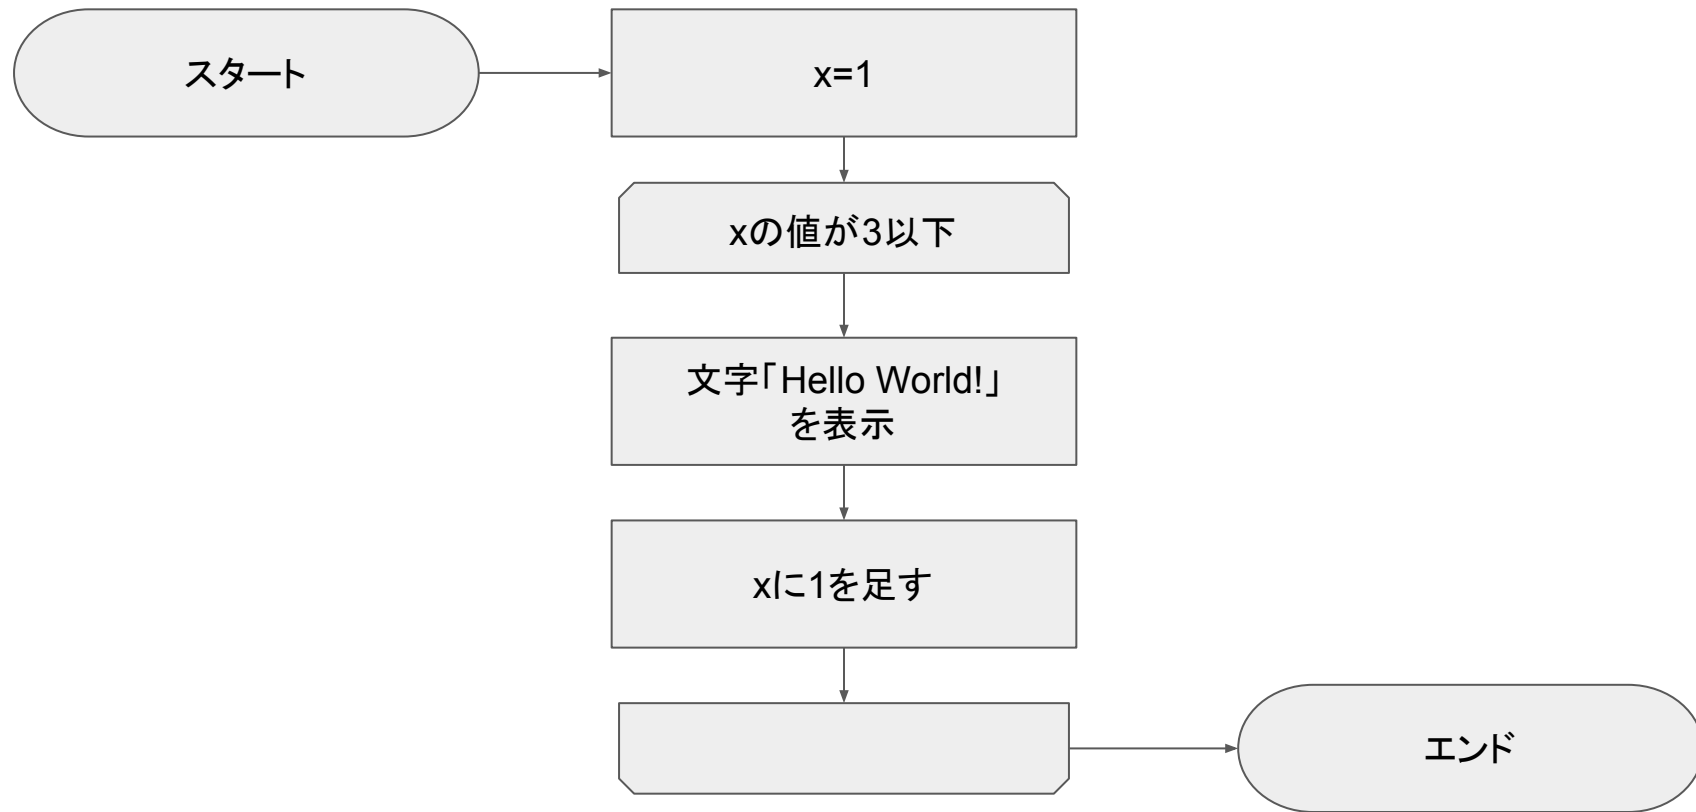 スタート
x=1
xの値が3以下
文字「Hello World!」
を表示
xに1を足す
エンド